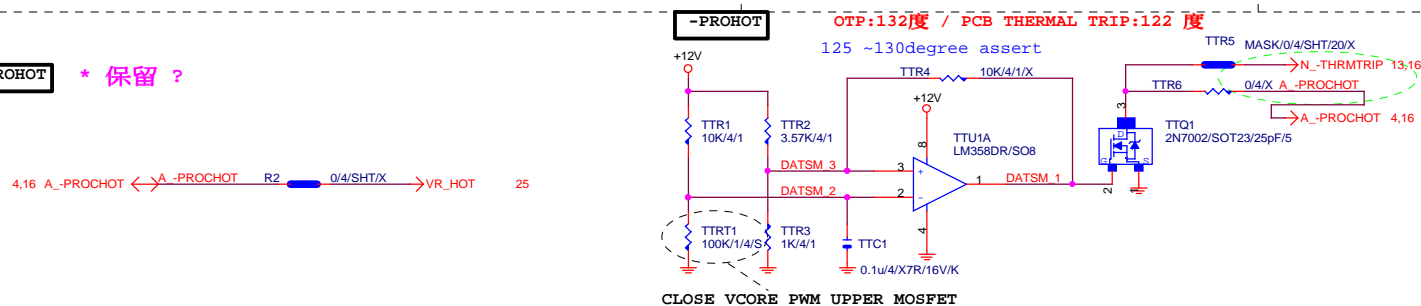 -PROHOT
OTP:132度 / PCB THERMAL TRIP:122 度
125 ~130degree assert
ROHOT
* 保留 ?
4,16 A_-PROCHOT
A_-PROCHOT
R2
0/4/SHT/X
VR_HOT
25
+12V
TTR1
10K/4/1
TTR2
3.57K/4/1
TTR4
10K/4/1/X
+12V
TTU1A
LM358DR/SO8
8
3
+
2
-
1
4
DATSM_3
DATSM_2
DATSM_1
TTRT1
100K/1/4/S
TTR3
1K/4/1
TTC1
0.1u/4/X7R/16V/K
CLOSE VCORE PWM UPPER MOSFET
TTR5
MASK/0/4/SHT/20/X
N_-THRMTRIP 13,16
TTR6
0/4/X
A_-PROCHOT
A_-PROCHOT 4,16
3
D
G
S
2
1
TTQ1
2N7002/SOT23/25pF/5